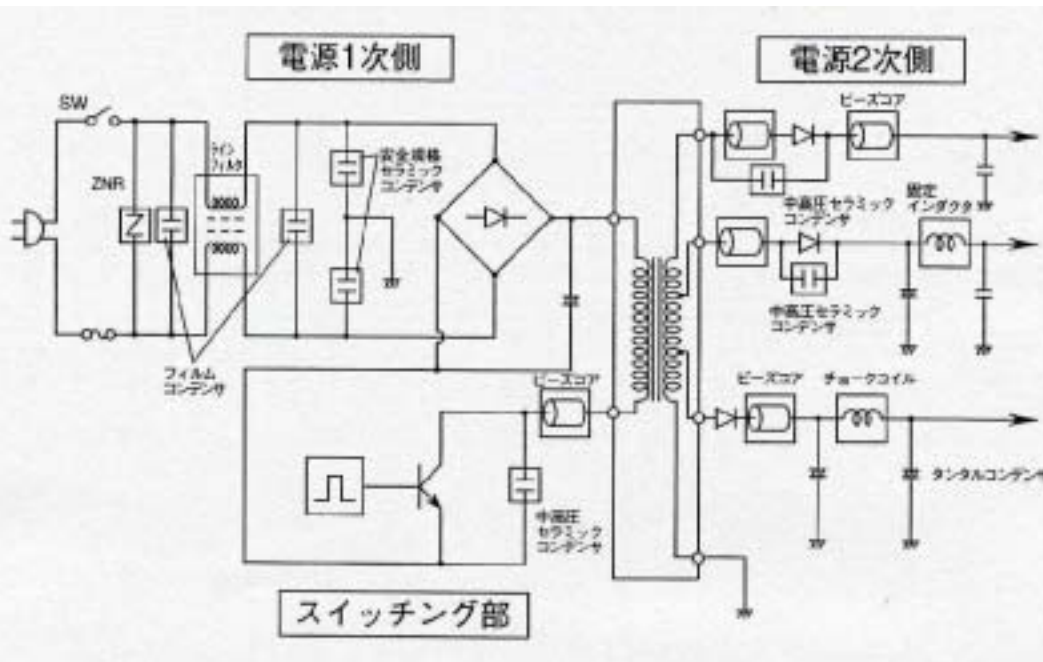 電源1次側
電源2次側
SW
ZNR
ライン
フィルタ
安全規格
セラミック
コンデンサ
フィルム
コンデンサ
ビーズコア
中高圧セラミック
コンデンサ
固定
インダクタ
中高圧セラミック
コンデンサ
ビーズコア
ビーズコア
チョークコイル
タンタルコンデンサ
中高圧
セラミック
コンデンサ
スイッチング部